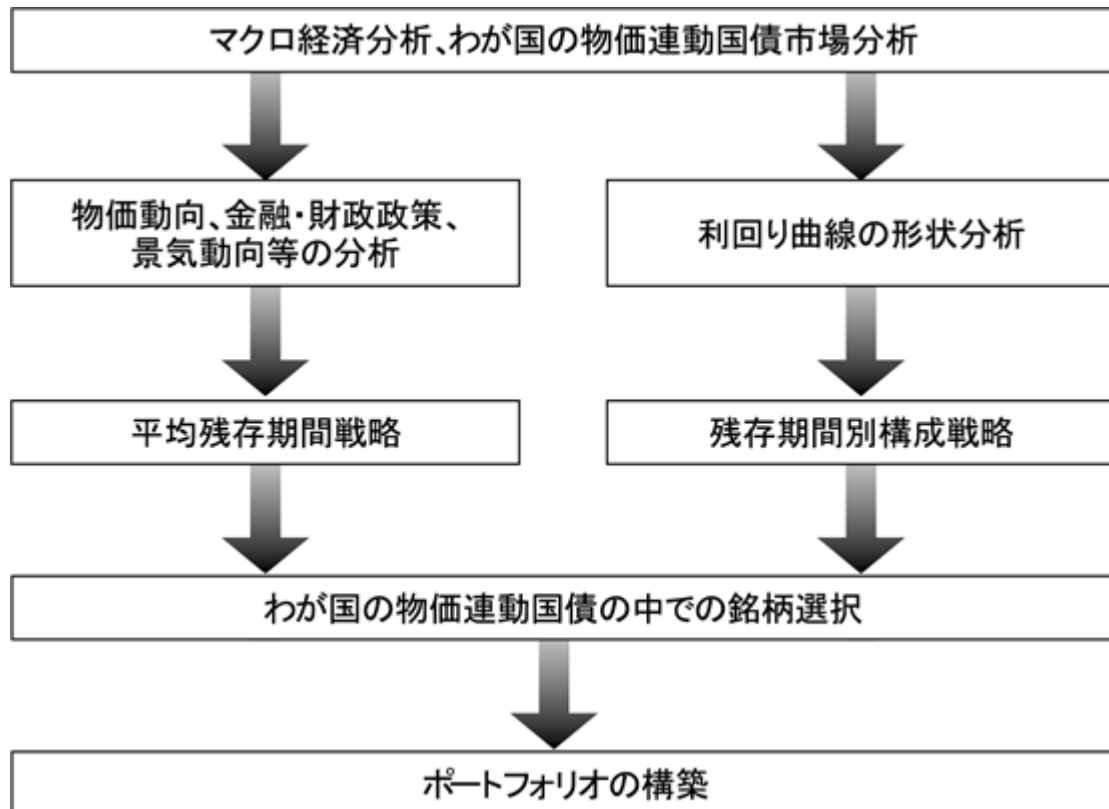 マクロ経済分析、わが国の物価連動国債市場分析
物価動向、金融・財政政策、
景気動向等の分析
利回り曲線の形状分析
平均残存期間戦略
残存期間別構成戦略
わが国の物価連動国債の中での銘柄選択
ポートフォリオの構築